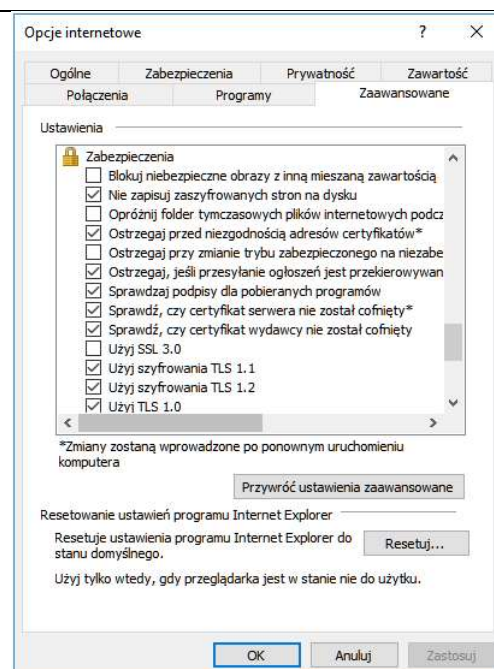 Opcje internetowe
Ogólne Zabezpieczenia Prywatność Zawartość
Połączenia Programy Zaawansowane
Ustawienia
Zabezpieczenia
Blokuj niebezpieczne obrazy z inną mieszaną zawartością
Nie zapisuj zaszyfrowanych stron na dysku
Opróżnij folder tymczasowych plików internetowych podcz
Ostrzegaj przed niezgodnością adresów certyfikatów*
Ostrzegaj przy zmianie trybu zabezpieczonego na niezabe
Ostrzegaj, jeśli przesyłanie ogłoszeń jest przekierowywan
Sprawdzaj podpisy dla pobieranych programów
Sprawdź, czy certyfikat serwera nie został cofnięty*
Sprawdź, czy certyfikat wydawcy nie został cofnięty
Użyj SSL 3.0
Użyj szyfrowania TLS 1.1
Użyj szyfrowania TLS 1.2
Użyj TLS 1.0
*Zmiany zostaną wprowadzone po ponownym uruchomieniu
komputera
Przywróć ustawienia zaawansowane
Resetowanie ustawień programu Internet Explorer
Resetuje ustawienia programu Internet Explorer do
stanu domyślnego.
Resetuj...
Użyj tylko wtedy, gdy przeglądarka jest w stanie nie do użytku.
OK Anuluj Zastosuj